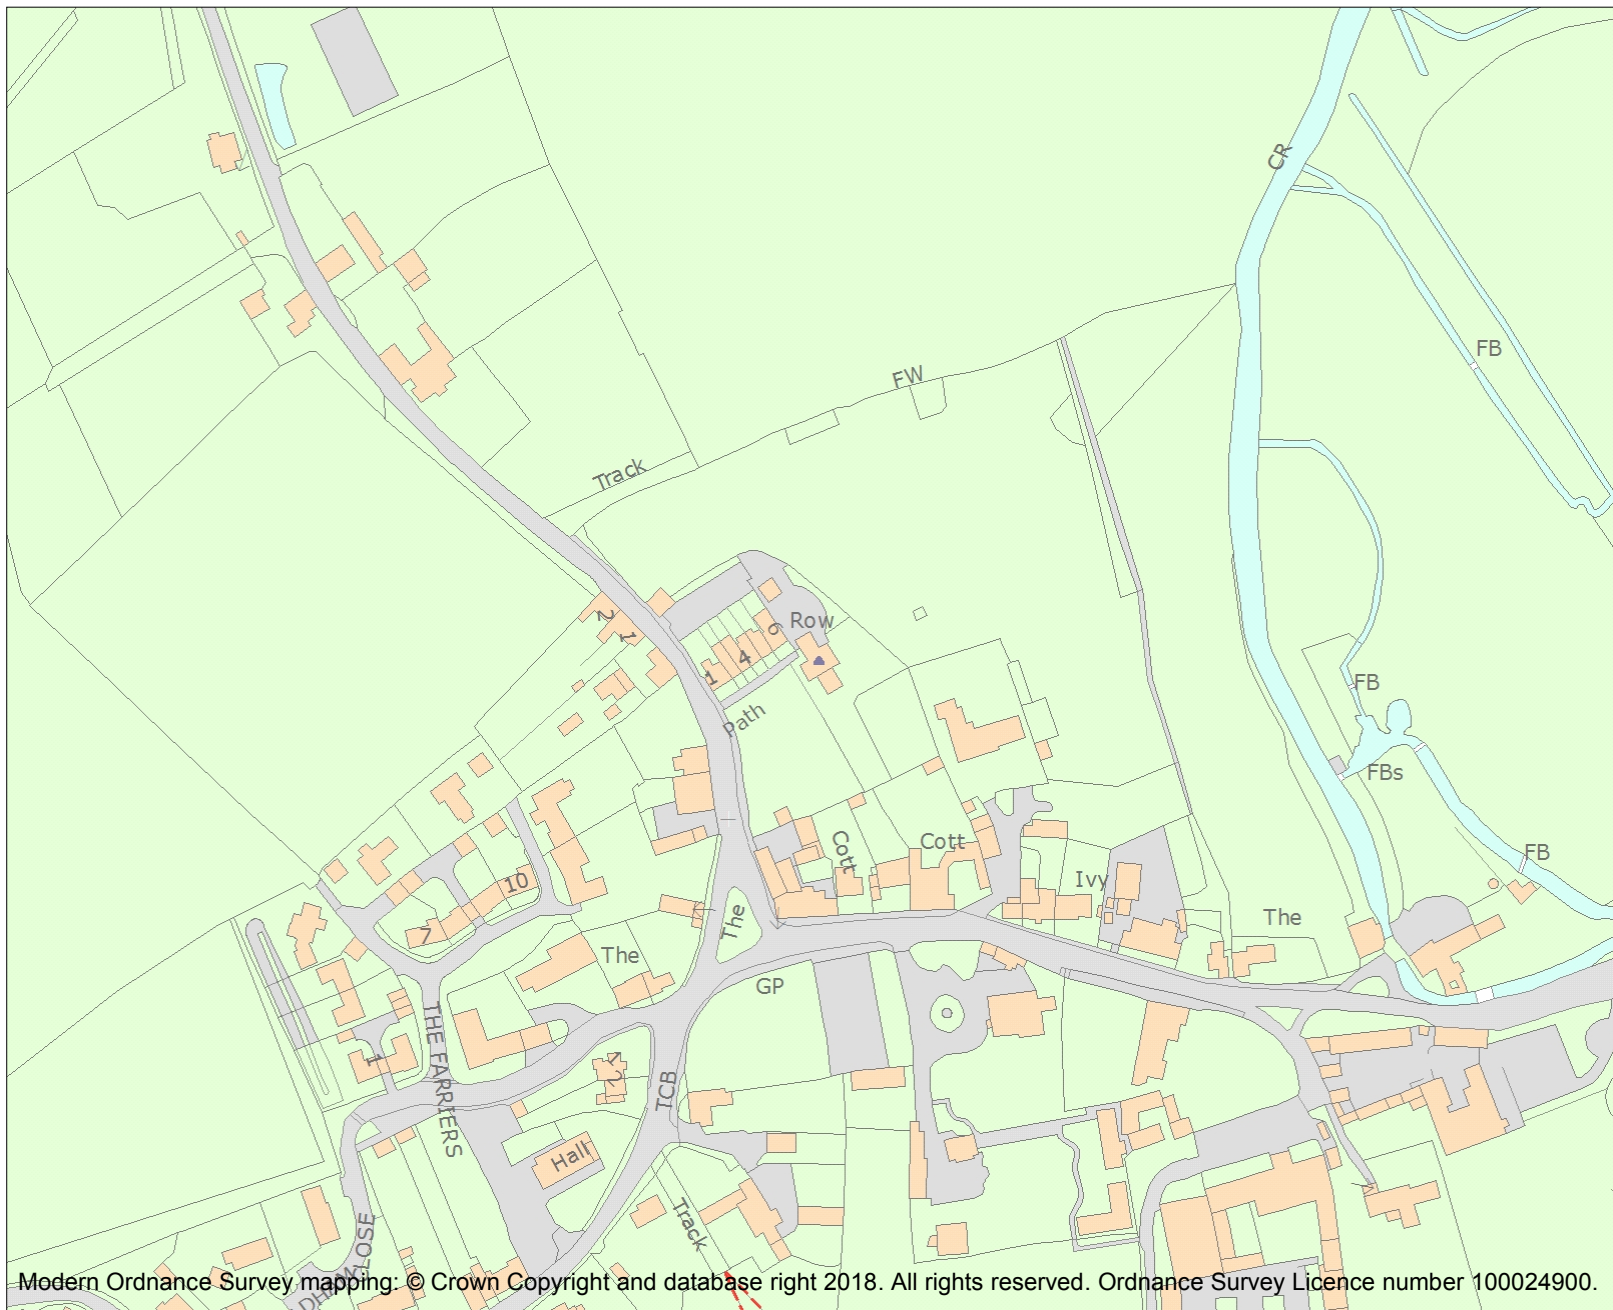 CR
FB
FW
Track
2
1
Row
6
4
1
Path
FB
FBs
Cott
Cott
FB
Ivy
10
The
The
7
The
GP
THE FARRIERS
1
1
2
TCB
Hall
Track
CLOSE
Modern Ordnance Survey mapping: © Crown Copyright and database right 2018. All rights reserved. Ordnance Survey Licence number 100024900.